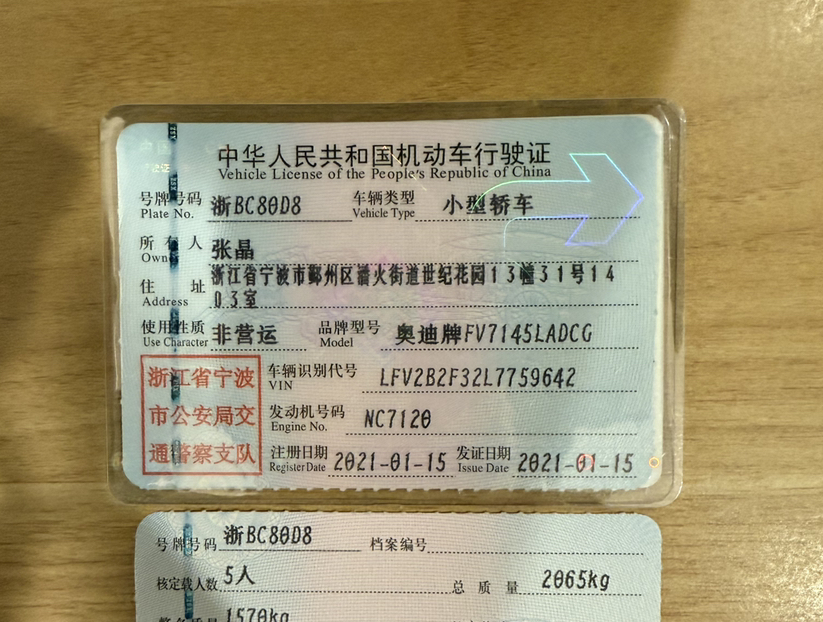 中华人民共和国机动车行驶证
Vehicle License of the People's Republic of China
号牌号码 浙BC80D8 车辆类型 小型轿车
Plate No. Vehicle Type
所有人 张晶
Owner
住址 浙江省宁波市鄞州区潘火街道世纪花园13幢31号14
Address 03室
使用性质 非营运 品牌型号 奥迪牌FV7145LADCG
Use Character Model
浙江省宁波
市公安局交
通警察支队
车辆识别代号 LFV2B2F32L7759642
VIN
发动机号码 NC7120
Engine No.
注册日期 2021-01-15 发证日期 2021-01-15
Register Date Issue Date
号牌号码 浙BC80D8 档案编号
核定载人数 5人 总质量 2065kg
1570kg